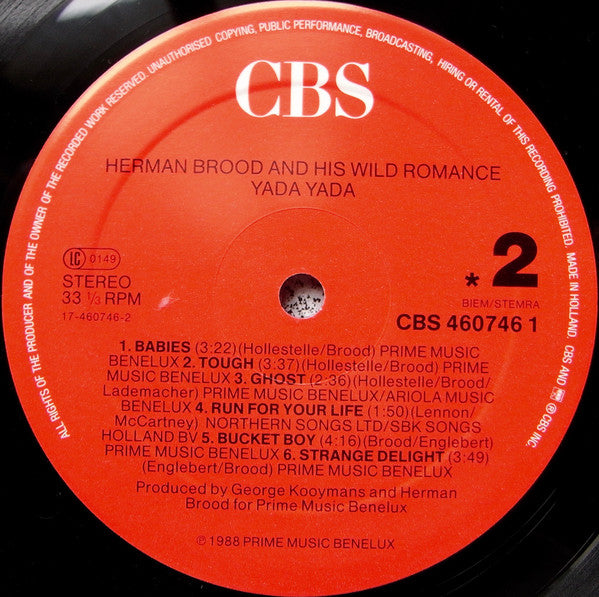 ALL RIGHTS OF THE PRODUCER AND OF THE OWNER OF THE RECORDED WORK RESERVED. UNAUTHORISED COPYING, PUBLIC PERFORMANCE, BROADCASTING, HIRING OR RENTAL OF THIS RECORDING PROHIBITED. MADE IN HOLLAND. CBS AND ® CBS INC.
CBS
HERMAN BROOD AND HIS WILD ROMANCE
YADA YADA
LC 0149
STEREO
33 ⅓ RPM
17-460746-2
* 2
BIEM/STEMRA
CBS 460746 1
1. BABIES (3:22)(Hollestelle/Brood) PRIME MUSIC
BENELUX 2. TOUGH (3:37)(Hollestelle/Brood) PRIME
MUSIC BENELUX 3. GHOST (2:36)(Hollestelle/Brood/
Lademacher) PRIME MUSIC BENELUX/ARIOLA MUSIC
BENELUX 4. RUN FOR YOUR LIFE (1:50)(Lennon/
McCartney) NORTHERN SONGS LTD/SBK SONGS
HOLLAND BV 5. BUCKET BOY (4:16)(Brood/Englebert)
PRIME MUSIC BENELUX 6. STRANGE DELIGHT (3:49)
(Englebert/Brood) PRIME MUSIC BENELUX
Produced by George Kooymans and Herman
Brood for Prime Music Benelux
℗ 1988 PRIME MUSIC BENELUX